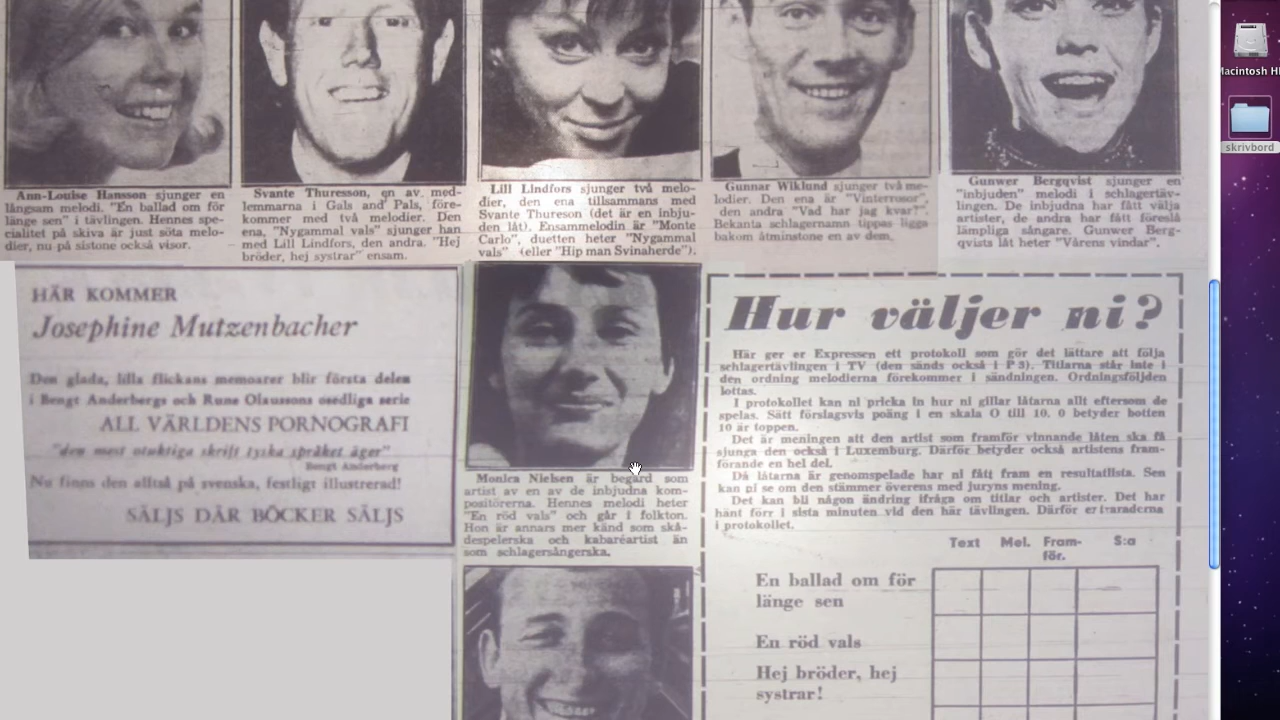 Ann-Louise Hansson sjunger en
långsam melodi. "En ballad om för
länge sen" i tävlingen. Hennes spe-
cialitet på skiva är just söta melo-
dier, nu på sistone också visor.
Svante Thuresson, en av med-
lemmarna i Gals and Pals, före-
kommer med två melodier. Den
ena, "Nygammal vals" sjunger han
med Lill Lindfors, den andra. "Hej
bröder, hej systrar" ensam.
Lill Lindfors sjunger två melo-
dier, den ena tillsammans med
Svante Thureson (det är en inbju-
den låt). Ensammelodin är "Monte
Carlo", duetten heter "Nygammal
vals" (eller "Hip man Svinaherde").
Gunnar Wiklund sjunger två me-
lodier. Den ena är "Vinterrosor",
den andra "Vad har jag kvar?".
Bekanta schlagernamn tippas ligga
bakom åtminstone en av dem.
Gunwer Bergqvist sjunger en
"inbjuden" melodi i schlagertäv-
lingen. De inbjudna har fått välja
artister, de andra har fått föreslå
lämpliga sångare. Gunwer Berg-
qvists låt heter "Vårens vindar".
HÄR KOMMER
Josephine Mutzenbacher
Den glada, lilla flickans memoarer blir första delen
i Bengt Anderbergs och Rune Olaussons osedliga serie
ALL VÄRLDENS PORNOGRAFI
"den mest otuktiga skrift tyska språket äger"
Bengt Anderberg
Nu finns den alltså på svenska, festligt illustrerad!
SÄLJS DÄR BÖCKER SÄLJS
Monica Nielsen är begärd som
artist av en av de inbjudna kom-
positörerna. Hennes melodi heter
"En röd vals" och går i folkton.
Hon är annars mer känd som skå-
despelerska och kabaréartist än
som schlagersångerska.
Hur väljer ni?
Här ger er Expressen ett protokoll som gör det lättare att följa
schlagertävlingen i TV (den sänds också i P 3). Titlarna står inte i
den ordning melodierna förekommer i sändningen. Ordningsföljden
lottas.
I protokollet kan ni pricka in hur ni gillar låtarna allt eftersom de
spelas. Sätt förslagsvis poäng i en skala 0 till 10. 0 betyder botten
10 är toppen.
Det är meningen att den artist som framför vinnande låten ska få
sjunga den också i Luxemburg. Därför betyder också artistens fram-
förande en hel del.
Då låtarna är genomspelade har ni fått fram en resultatlista. Sen
kan ni se om den stämmer överens med juryns mening.
Det kan bli någon ändring ifråga om titlar och artister. Det har
hänt förr i sista minuten vid den här tävlingen. Därför er raderna
i protokollet.
Text Mel. Fram- S:a
för.
En ballad om för
länge sen
En röd vals
Hej bröder, hej
systrar!
Macintosh H
skrivbord